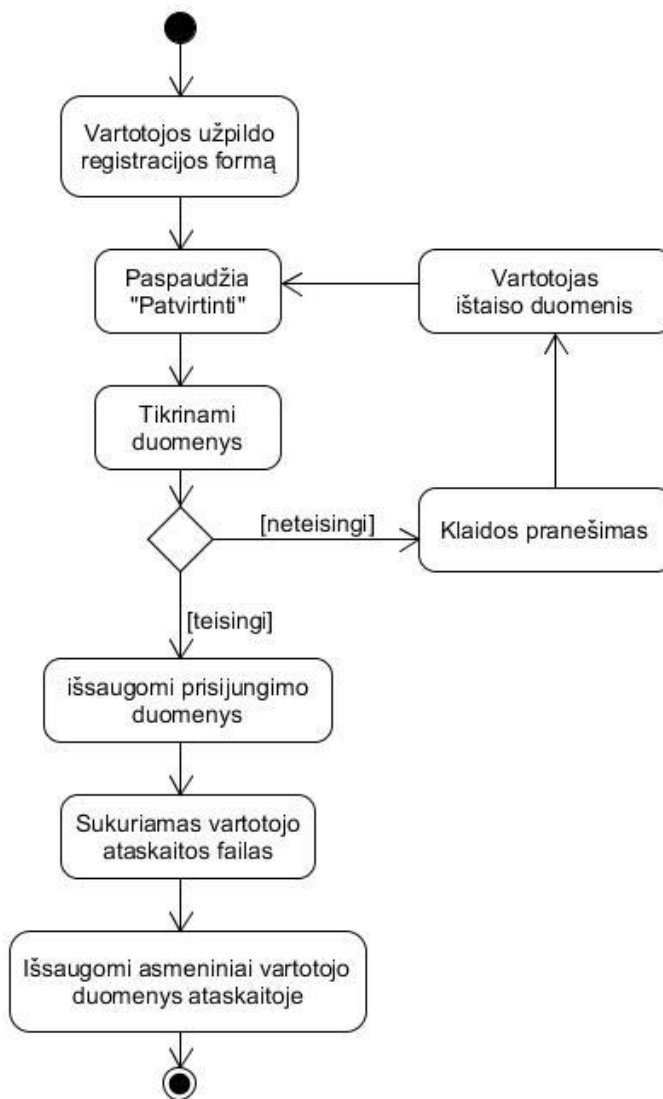 Vartotojos užpildo
registracijos formą
Paspaudžia
"Patvirtinti"
Vartotojas
ištaiso duomenis
Tikrinami
duomenys
[neteisingi]
Klaidos pranešimas
[teisingi]
išsaugomi prisijungimo
duomenys
Sukuriamas vartotojo
ataskaitos failas
Išsaugomi asmeniniai vartotojo
duomenys ataskaitoje